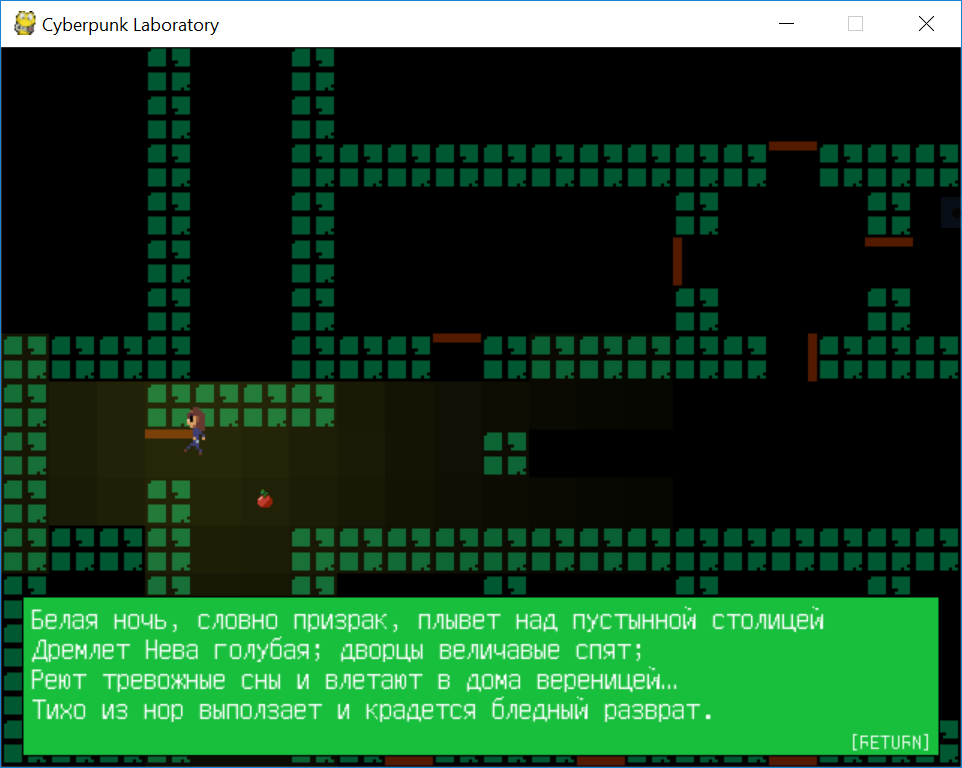 Cyberpunk Laboratory
Белая ночь, словно призрак, плывет над пустынной столицей
Дремлет Нева голубая; дворцы величавые спят;
Реют тревожные сны и влетают в дома вереницей…
Тихо из нор выползает и крадется бледный разврат.
[RETURN]